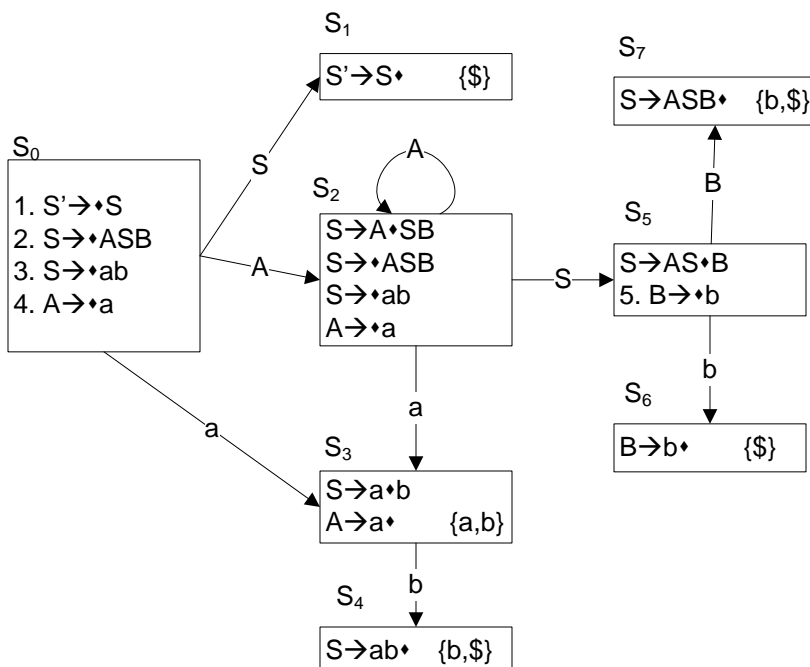 S₁
S'→S⬩ {$}
S₇
S→ASB⬩ {b,$}
S₀
1. S'→⬩S
2. S→⬩ASB
3. S→⬩ab
4. A→⬩a
S
A
a
A
S₂
S→A⬩SB
S→⬩ASB
S→⬩ab
A→⬩a
S
B
S₅
S→AS⬩B
5. B→⬩b
b
S₆
B→b⬩ {$}
a
S₃
S→a⬩b
A→a⬩ {a,b}
b
S₄
S→ab⬩ {b,$}